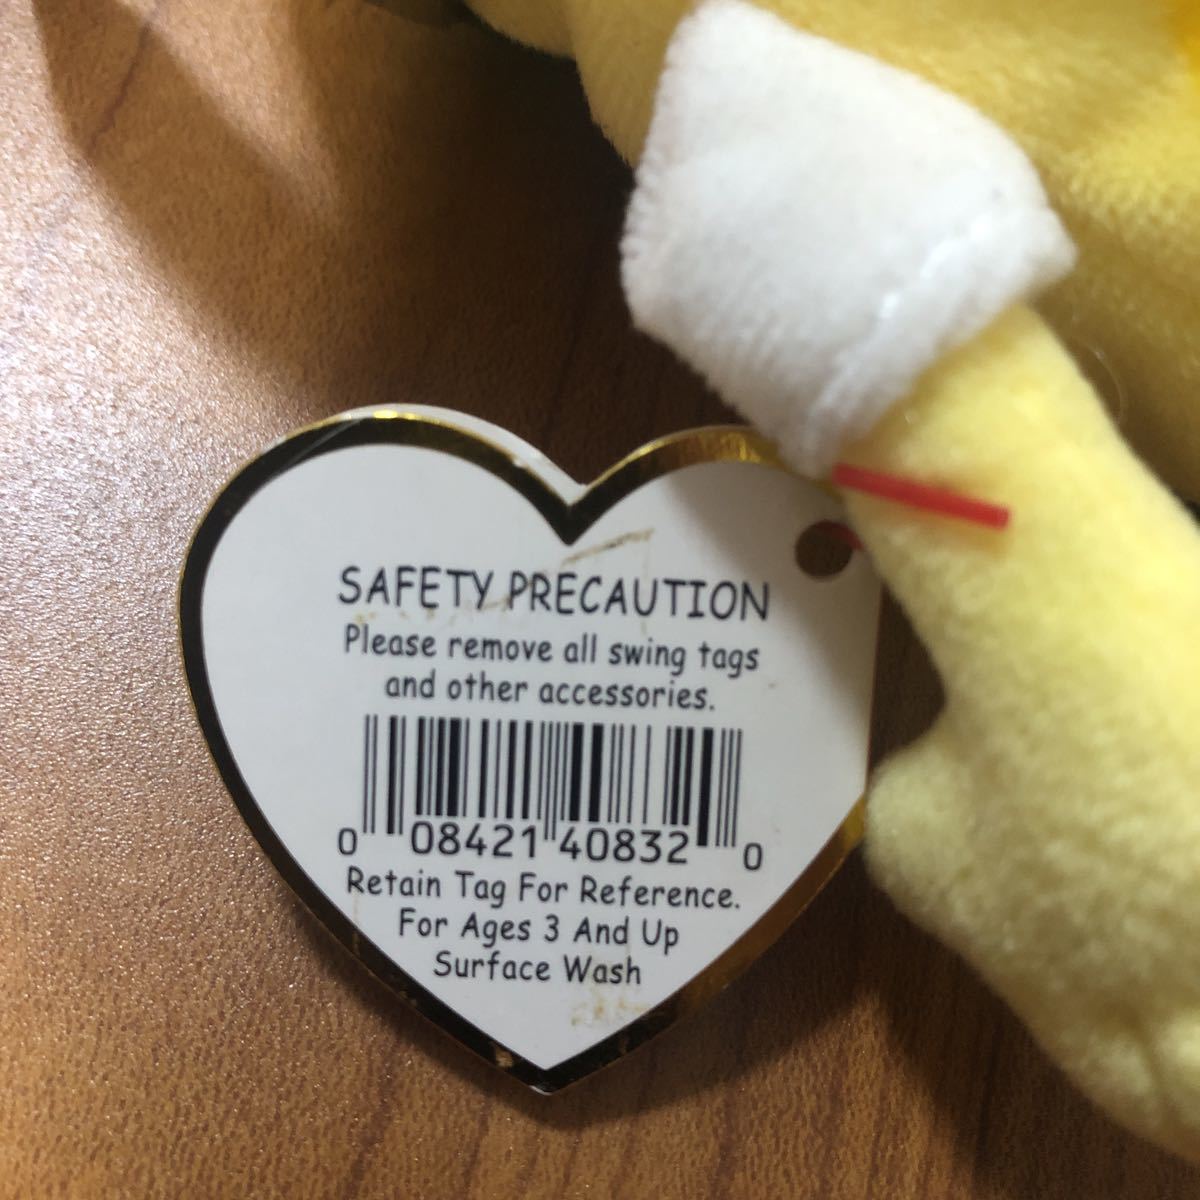 SAFETY PRECAUTION
Please remove all swing tags
and other accessories.
0 08421 40832 0
Retain Tag For Reference.
For Ages 3 And Up
Surface Wash